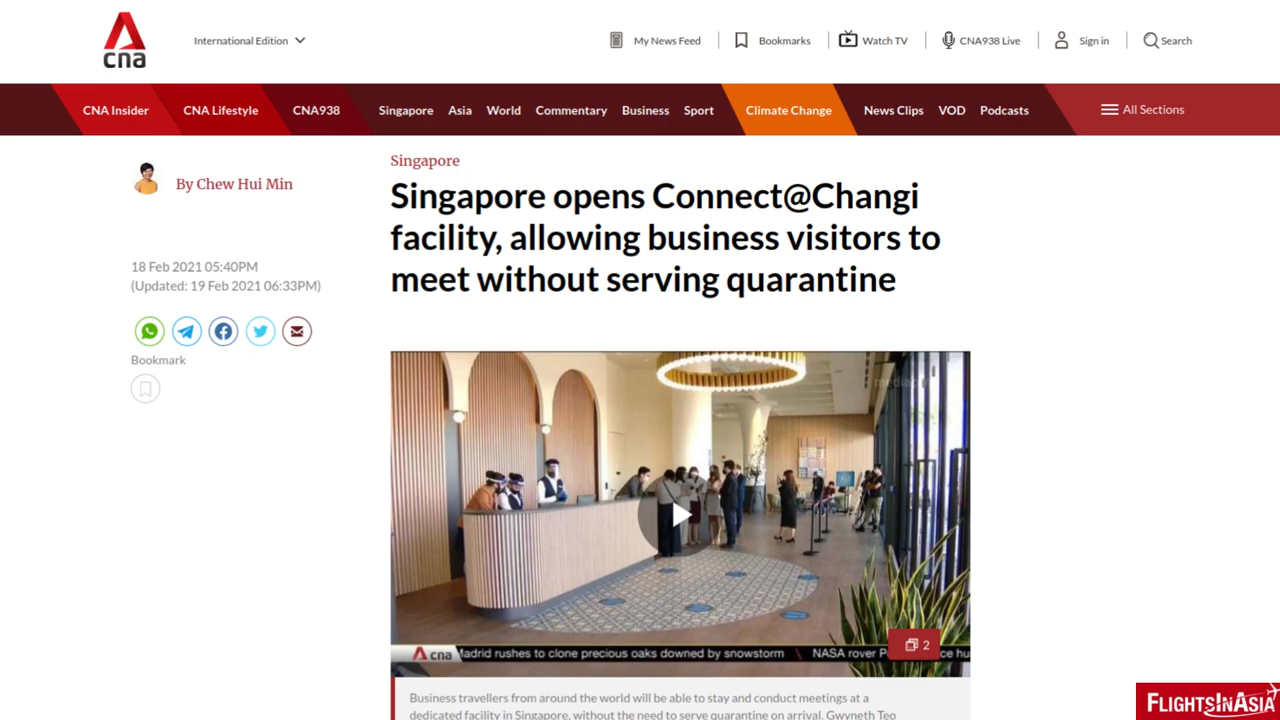 cna
International Edition
My News Feed
Bookmarks
Watch TV
CNA938 Live
Sign in
Search
CNA Insider
CNA Lifestyle
CNA938
Singapore
Asia
World
Commentary
Business
Sport
Climate Change
News Clips
VOD
Podcasts
All Sections
By Chew Hui Min
18 Feb 2021 05:40PM
(Updated: 19 Feb 2021 06:33PM)
Bookmark
Singapore
Singapore opens Connect@Changi
facility, allowing business visitors to
meet without serving quarantine
2
cna
Madrid rushes to clone precious oaks downed by snowstorm \ NASA rover
Business travellers from around the world will be able to stay and conduct meetings at a
dedicated facility in Singapore, without the need to serve quarantine on arrival. Gwyneth Teo
FLIGHTSINASIA